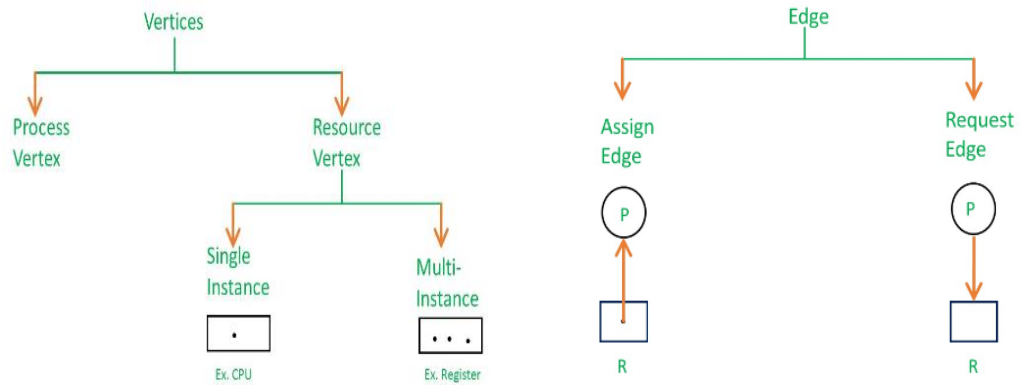 Vertices
Process
Vertex
Resource
Vertex
Single
Instance
Ex. CPU
Multi-
Instance
Ex. Register
Edge
Assign
Edge
P
R
Request
Edge
P
R